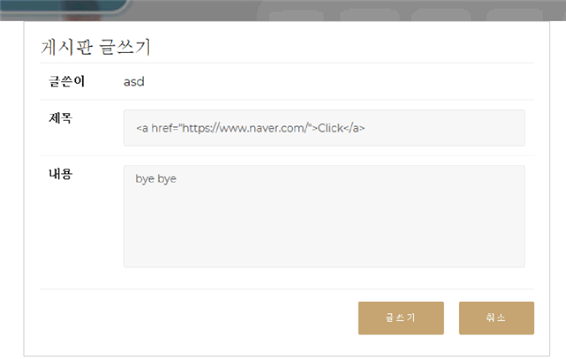 게시판 글쓰기
글쓴이 asd
제목 <a href="https://www.naver.com/">Click</a>
내용 bye bye
글쓰기 취소